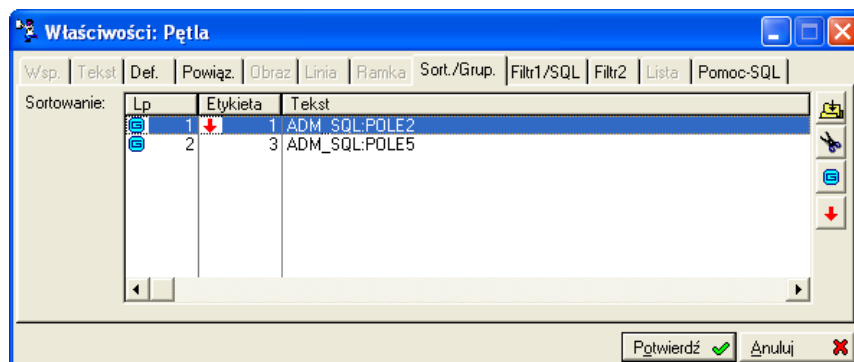 Właściwości: Pętla
Wsp. Tekst Def. Powiąz. Obraz Linia Ramka Sort./Grup. Filtr1/SQL Filtr2 Lista Pomoc-SQL
Sortowanie: Lp Etykieta Tekst
G 1 1 ADM_SQL:POLE2
G 2 3 ADM_SQL:POLE5
G
Potwierdź Anuluj